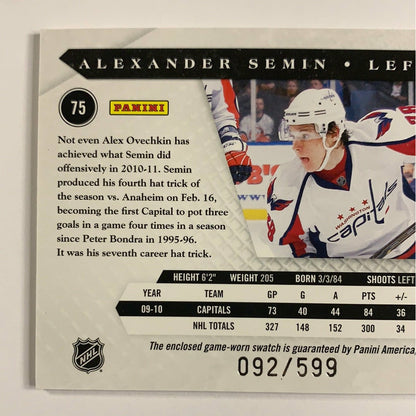 ALEXANDER SEMIN • LEF
75
PANINI
Not even Alex Ovechkin has
achieved what Semin did
offensively in 2010-11. Semin
produced his fourth hat trick of
the season vs. Anaheim on Feb. 16,
becoming the first Capital to put three
goals in a game four times in a season
since Peter Bondra in 1995-96.
It was his seventh career hat trick.
WASHINGTON
capitals
HEIGHT 6'2" WEIGHT 205 BORN 3/3/84 SHOOTS LEFT
YEAR TEAM GP G A PTS +/-
09-10 CAPITALS 73 40 44 84 36
NHL TOTALS 327 148 152 300 34
NHL
The enclosed game-worn swatch is guaranteed by Panini America,
092/599